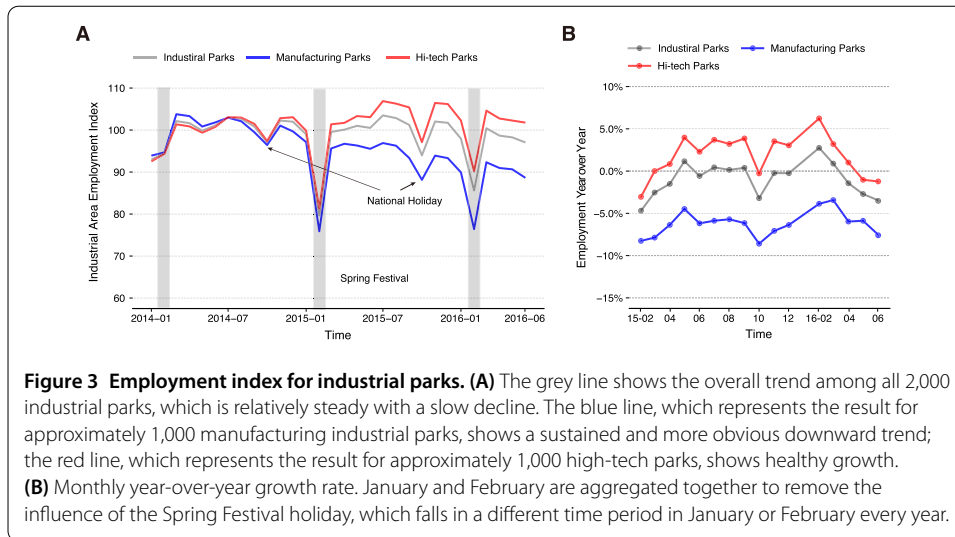 A
B
Industirial Parks
Manufacturing Parks
Hi-tech Parks
Industirial Parks
Manufacturing Parks
Hi-tech Parks
Industrial Area Employment Index
110
100
90
80
70
60
National Holiday
Spring Festival
2014−01
2014−07
2015−01
2015−07
2016−01
2016−06
Time
Employment Year over Year
10%
5.0%
0.0%
−5.0%
−10%
−15%
15-02
04
06
08
10
12
16-02
04
06
Time
Figure 3 Employment index for industrial parks. (A) The grey line shows the overall trend among all 2,000
industrial parks, which is relatively steady with a slow decline. The blue line, which represents the result for
approximately 1,000 manufacturing industrial parks, shows a sustained and more obvious downward trend;
the red line, which represents the result for approximately 1,000 high-tech parks, shows healthy growth.
(B) Monthly year-over-year growth rate. January and February are aggregated together to remove the
influence of the Spring Festival holiday, which falls in a different time period in January or February every year.